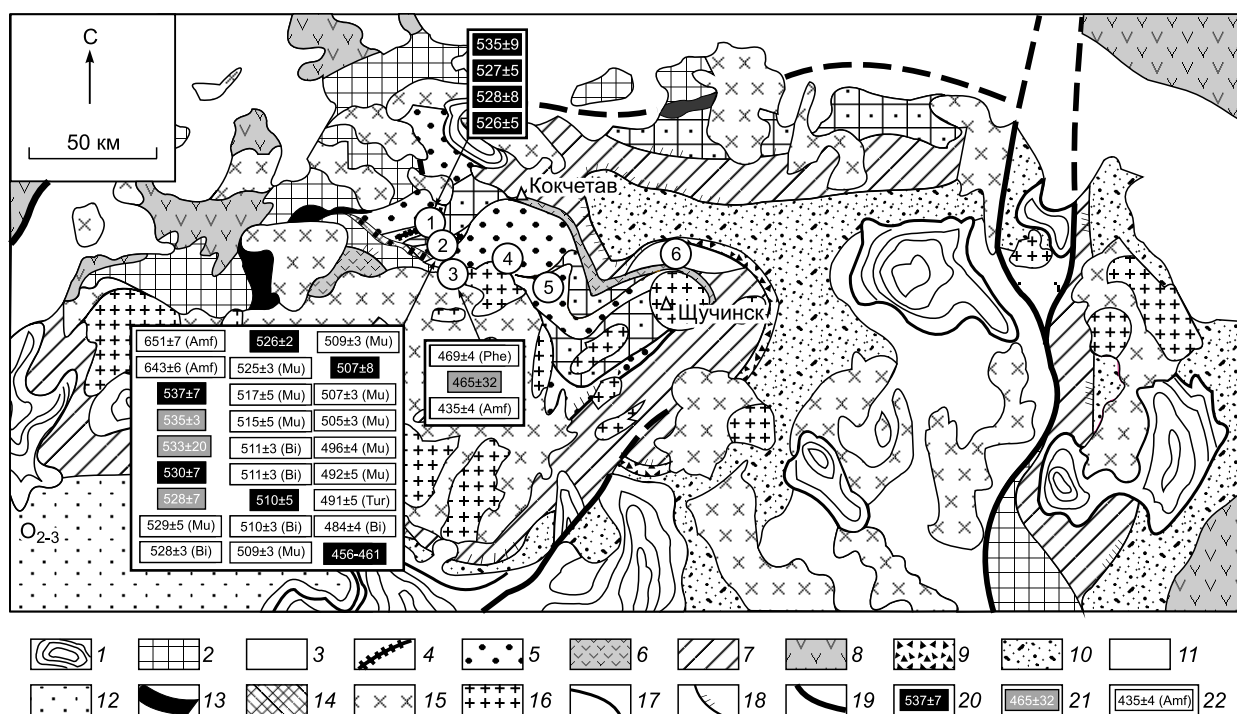 С
50 км
535±9
527±5
528±8
526±5
Кокчетав
1
2
3
4
5
6
Щучинск
651±7 (Amf) 526±2 509±3 (Mu)
643±6 (Amf) 525±3 (Mu) 507±8
537±7 517±5 (Mu) 507±3 (Mu)
535±3 515±5 (Mu) 505±3 (Mu)
533±20 511±3 (Bi) 496±4 (Mu)
530±7 511±3 (Bi) 492±5 (Mu)
528±7 510±5 491±5 (Tur)
529±5 (Mu) 510±3 (Bi) 484±4 (Bi)
528±3 (Bi) 509±3 (Mu) 456-461
469±4 (Phe)
465±32
435±4 (Amf)
O2-3
1 2 3 4 5 6 7 8 9 10 11
12 13 14 15 16 17 18 19 537±7 20 465±32 21 435±4 (Amf) 22